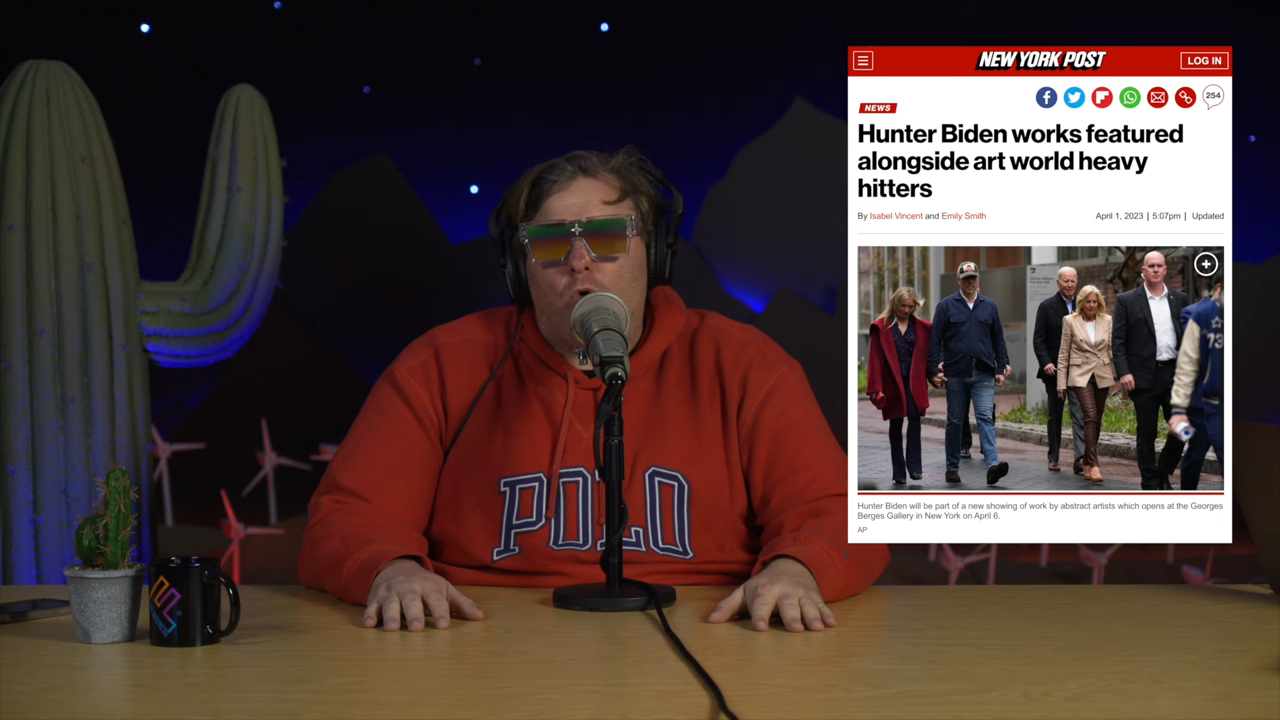 NEW YORK POST
LOG IN
254
NEWS
Hunter Biden works featured
alongside art world heavy
hitters
By Isabel Vincent and Emily Smith
April 1, 2023 | 5:07pm | Updated
73
Hunter Biden will be part of a new showing of work by abstract artists which opens at the Georges
Berges Gallery in New York on April 6.
AP
POLO